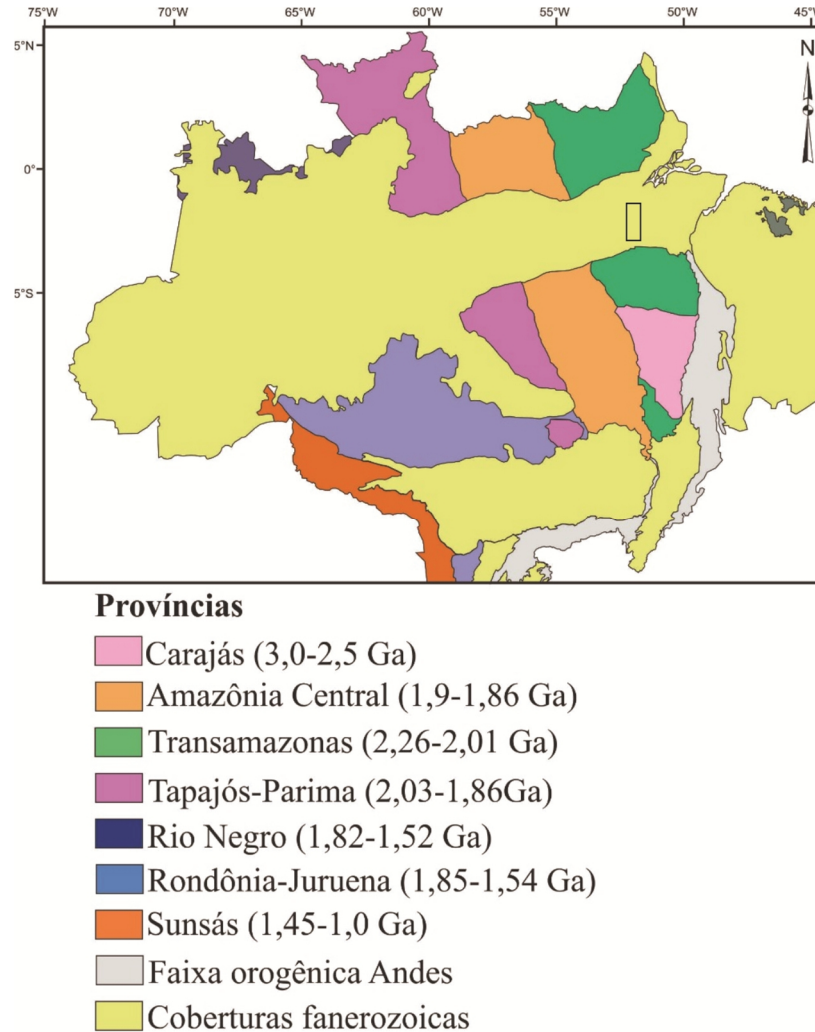 75°W 70°W 65°W 60°W 55°W 50°W 45°W
5°N
N
0°
5°S
Províncias
Carajás (3,0-2,5 Ga)
Amazônia Central (1,9-1,86 Ga)
Transamazonas (2,26-2,01 Ga)
Tapajós-Parima (2,03-1,86Ga)
Rio Negro (1,82-1,52 Ga)
Rondônia-Juruena (1,85-1,54 Ga)
Sunsás (1,45-1,0 Ga)
Faixa orogênica Andes
Coberturas fanerozoicas